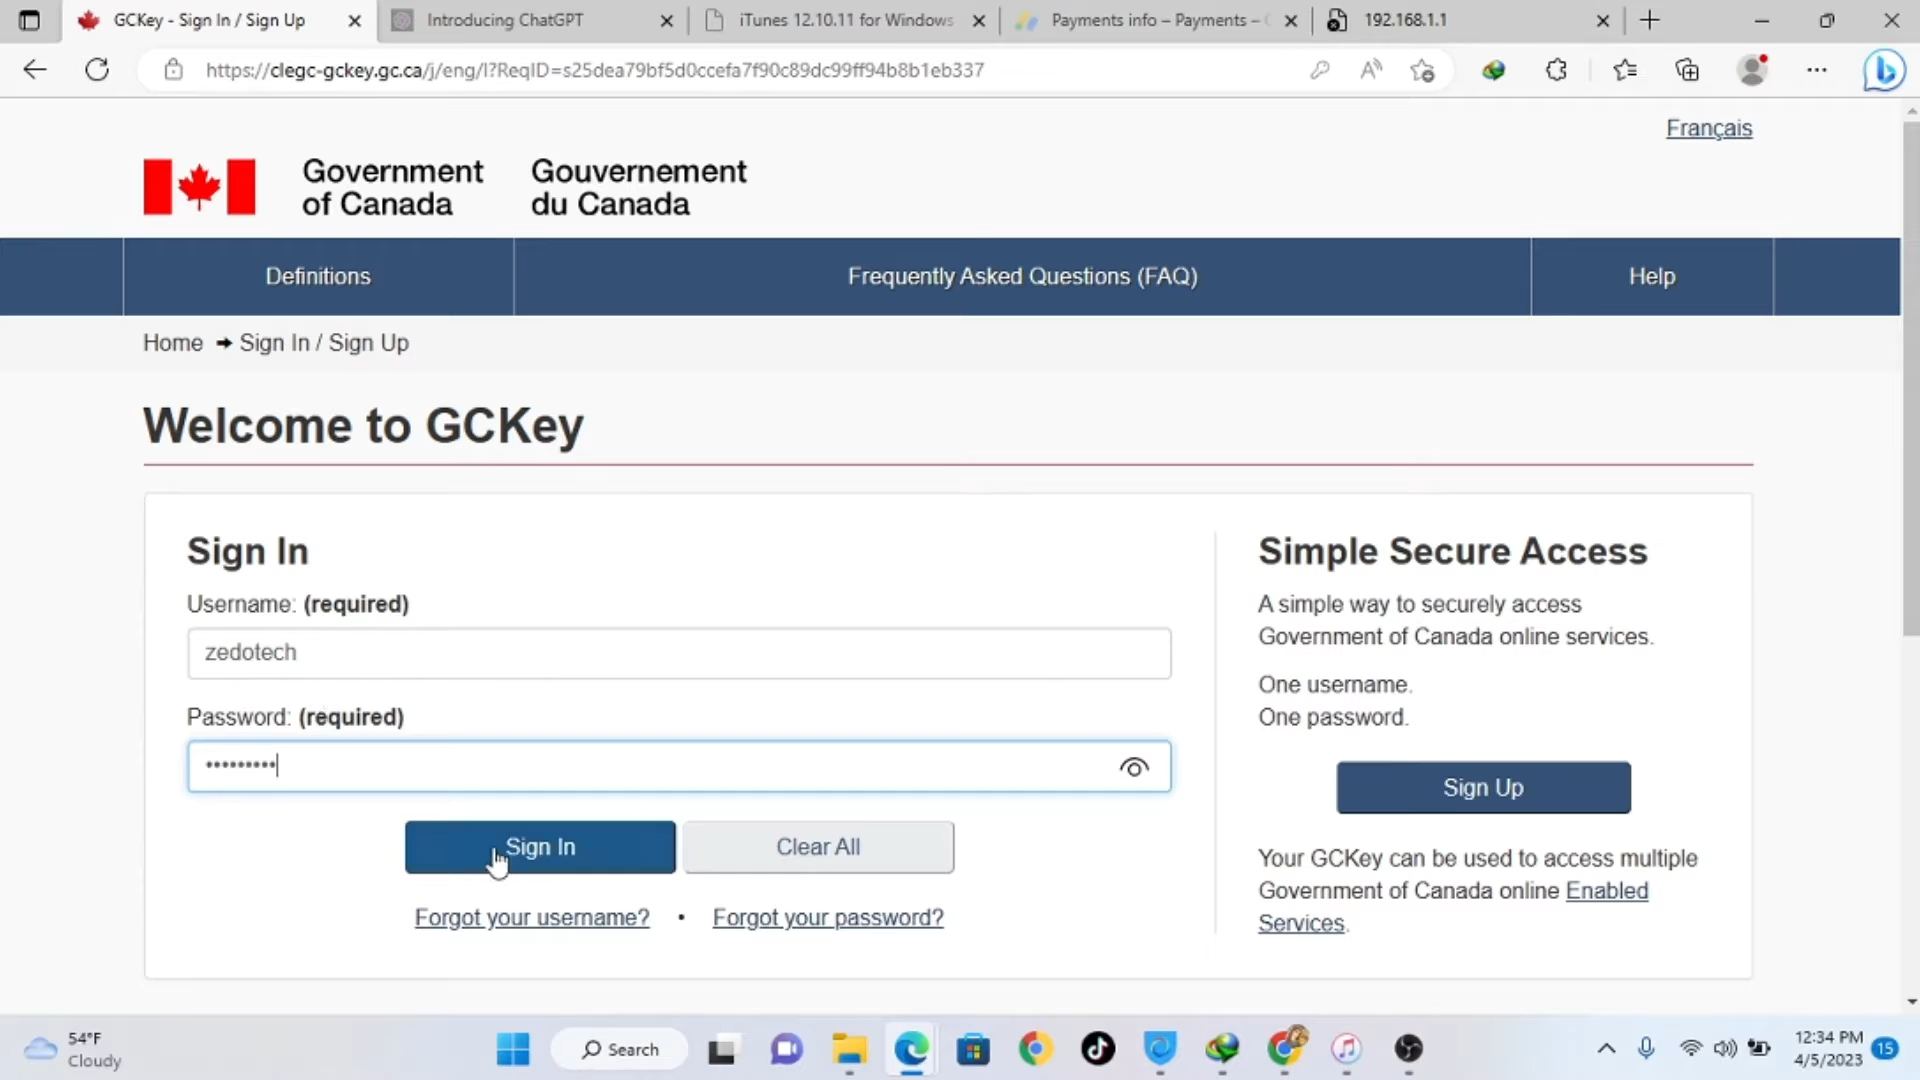 GCKey - Sign In / Sign Up
Introducing ChatGPT
iTunes 12.10.11 for Windows
Payments info – Payments –
192.168.1.1
https://clegc-gckey.gc.ca/j/eng/l?ReqID=s25dea79bf5d0ccefa7f90c89dc99ff94b8b1eb337
Français
Government of Canada
Gouvernement du Canada
Definitions
Frequently Asked Questions (FAQ)
Help
Home → Sign In / Sign Up
Welcome to GCKey
Sign In
Username: (required)
zedotech
Password: (required)
•••••••••
Sign In
Clear All
Forgot your username? • Forgot your password?
Simple Secure Access
A simple way to securely access
Government of Canada online services.
One username.
One password.
Sign Up
Your GCKey can be used to access multiple
Government of Canada online Enabled
Services.
54°F
Cloudy
Search
12:34 PM
4/5/2023
15